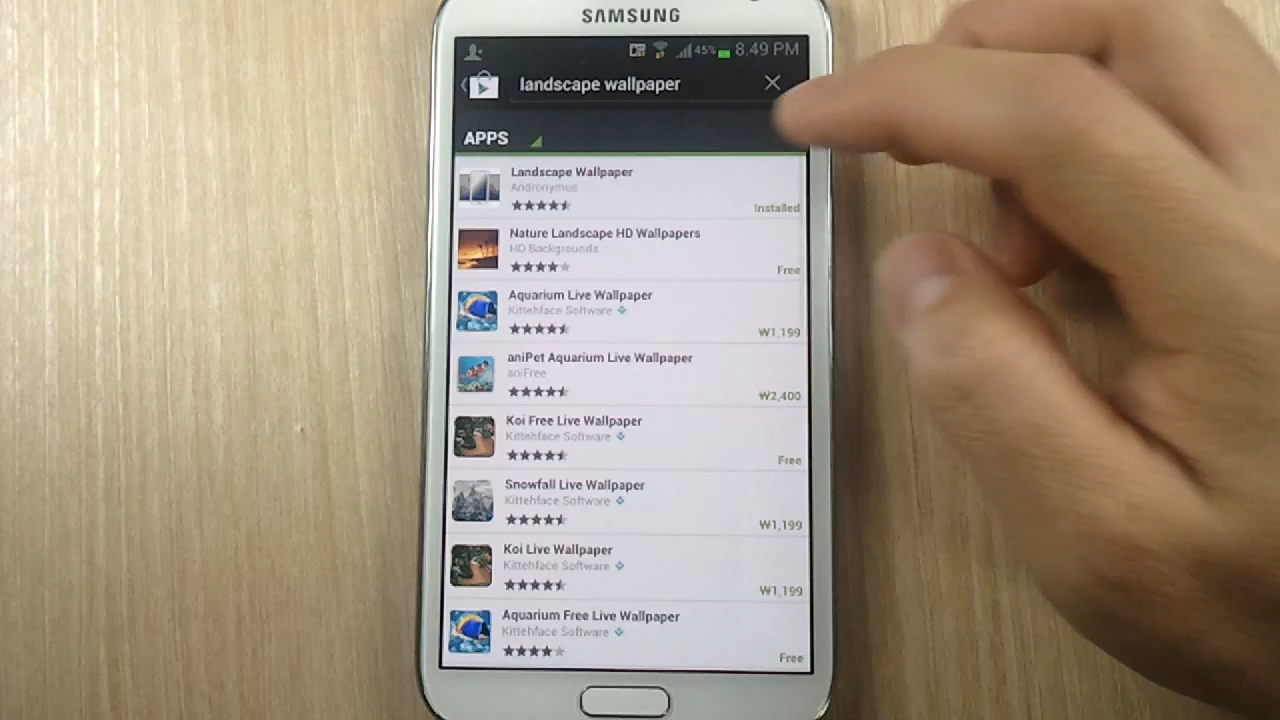 SAMSUNG
45% 8.49 PM
landscape wallpaper
APPS
Landscape Wallpaper
Andronymus
Installed
Nature Landscape HD Wallpapers
HD Backgrounds
Free
Aquarium Live Wallpaper
Kittehface Software
₩1,199
aniPet Aquarium Live Wallpaper
aniFree
₩2,400
Koi Free Live Wallpaper
Kittehface Software
Free
Snowfall Live Wallpaper
Kittehface Software
₩1,199
Koi Live Wallpaper
Kittehface Software
₩1,199
Aquarium Free Live Wallpaper
Kittehface Software
Free